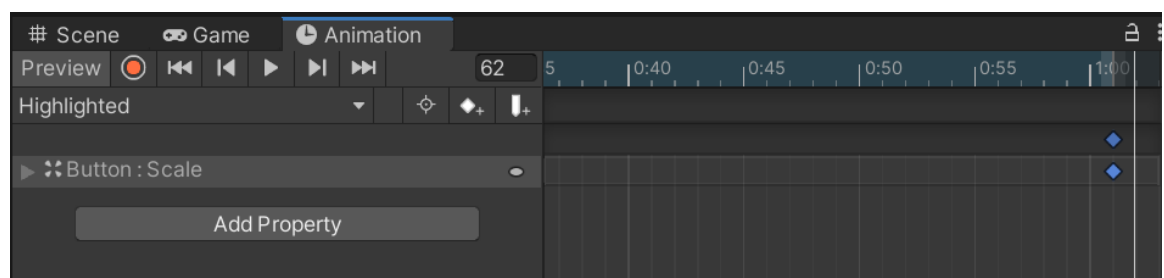 Scene Game Animation
Preview 62 5 0:40 0:45 0:50 0:55 1:00
Highlighted
Button : Scale
Add Property